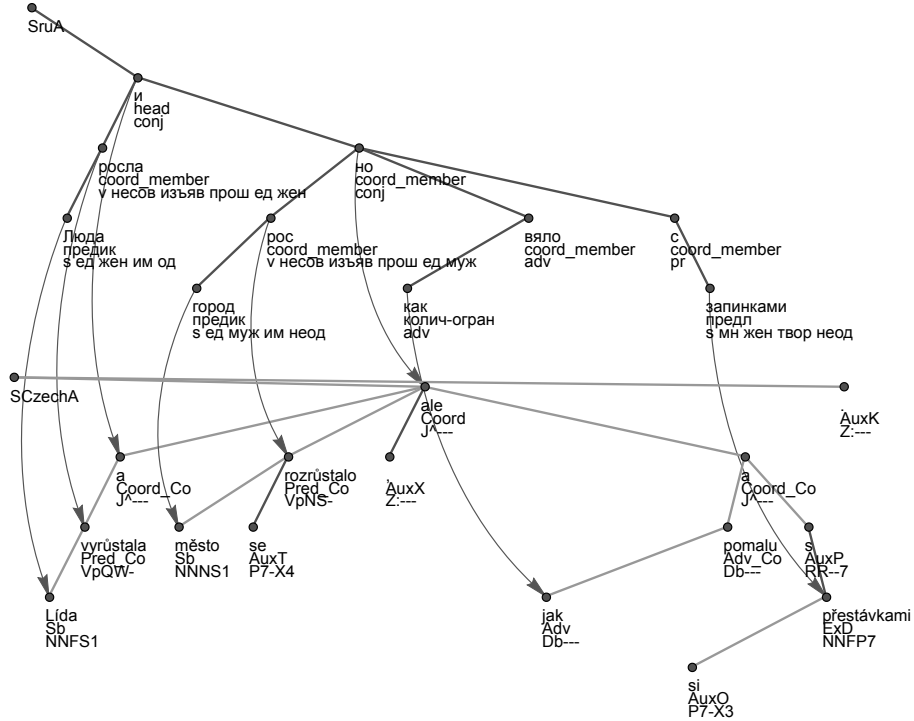 SruA
и
head
conj
росла
coord_member
v несов изъяв прош ед жен
но
coord_member
conj
Люда
предик
s ед жен им од
рос
coord_member
v несов изъяв прош ед муж
вяло
coord_member
adv
с
coord_member
pr
город
предик
s ед муж им неод
как
колич-огран
adv
запинками
предл
s мн жен твор неод
SCzechA
ale
Coord
J^---
.
AuxK
Z:---
a
Coord_Co
J^---
rozrůstalo
Pred_Co
VpNS-
,
AuxX
Z:---
a
Coord_Co
J^---
vyrůstala
Pred_Co
VpQW-
město
Sb
NNNS1
se
AuxT
P7-X4
pomalu
Adv_Co
Db---
s
AuxP
RR--7
Lída
Sb
NNFS1
jak
Adv
Db---
přestávkami
ExD
NNFP7
si
AuxO
P7-X3